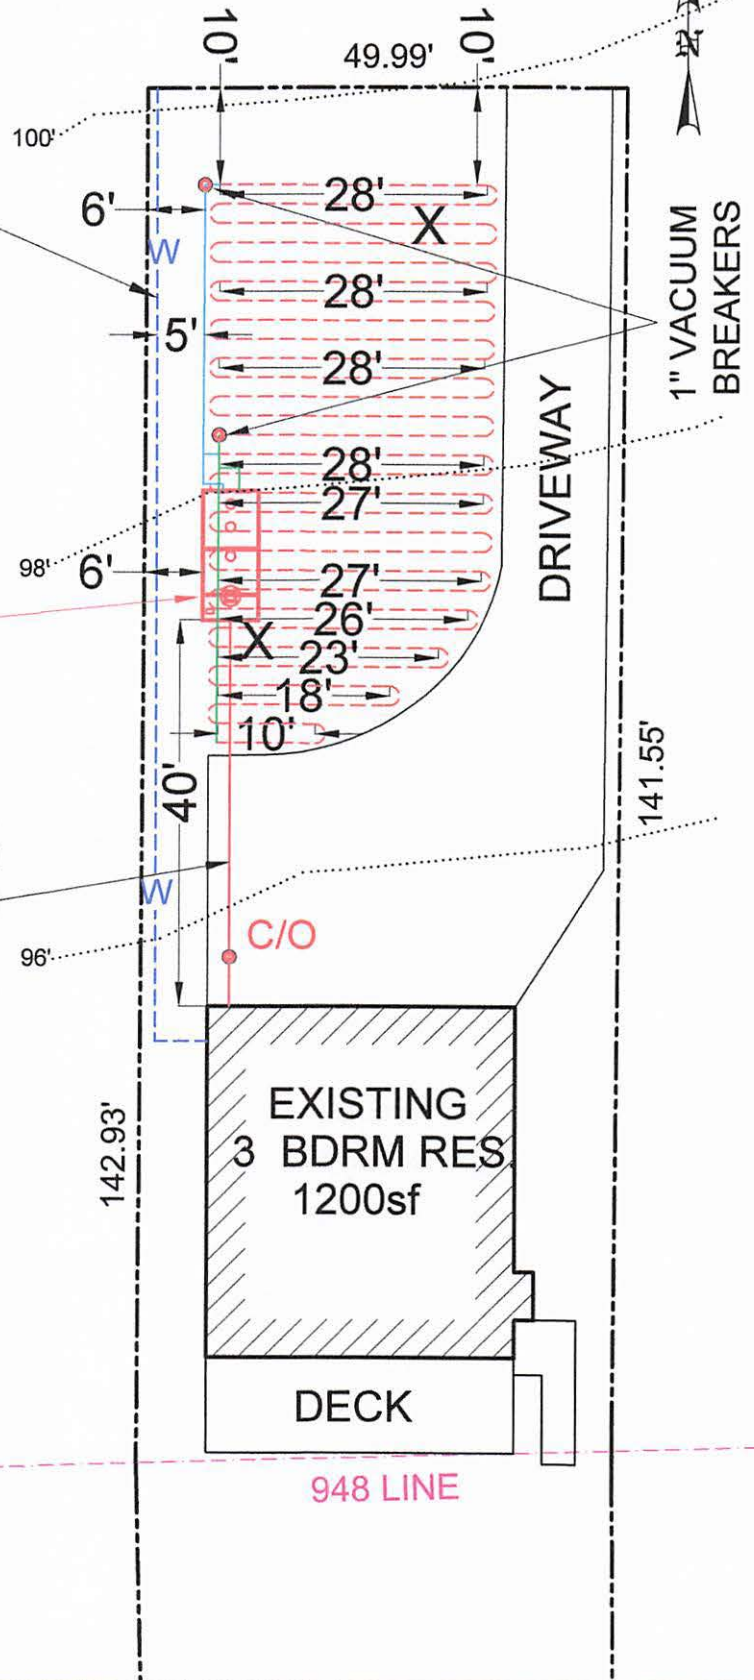 10'
49.99'
10'
100'
6'
28'
X
W
28'
5'
28'
1" VACUUM
BREAKERS
DRIVEWAY
28'
27'
98'
6'
27'
26'
X
23'
18'
10'
40'
141.55'
W
C/O
96'
EXISTING
3 BDRM RES.
1200sf
142.93'
DECK
948 LINE